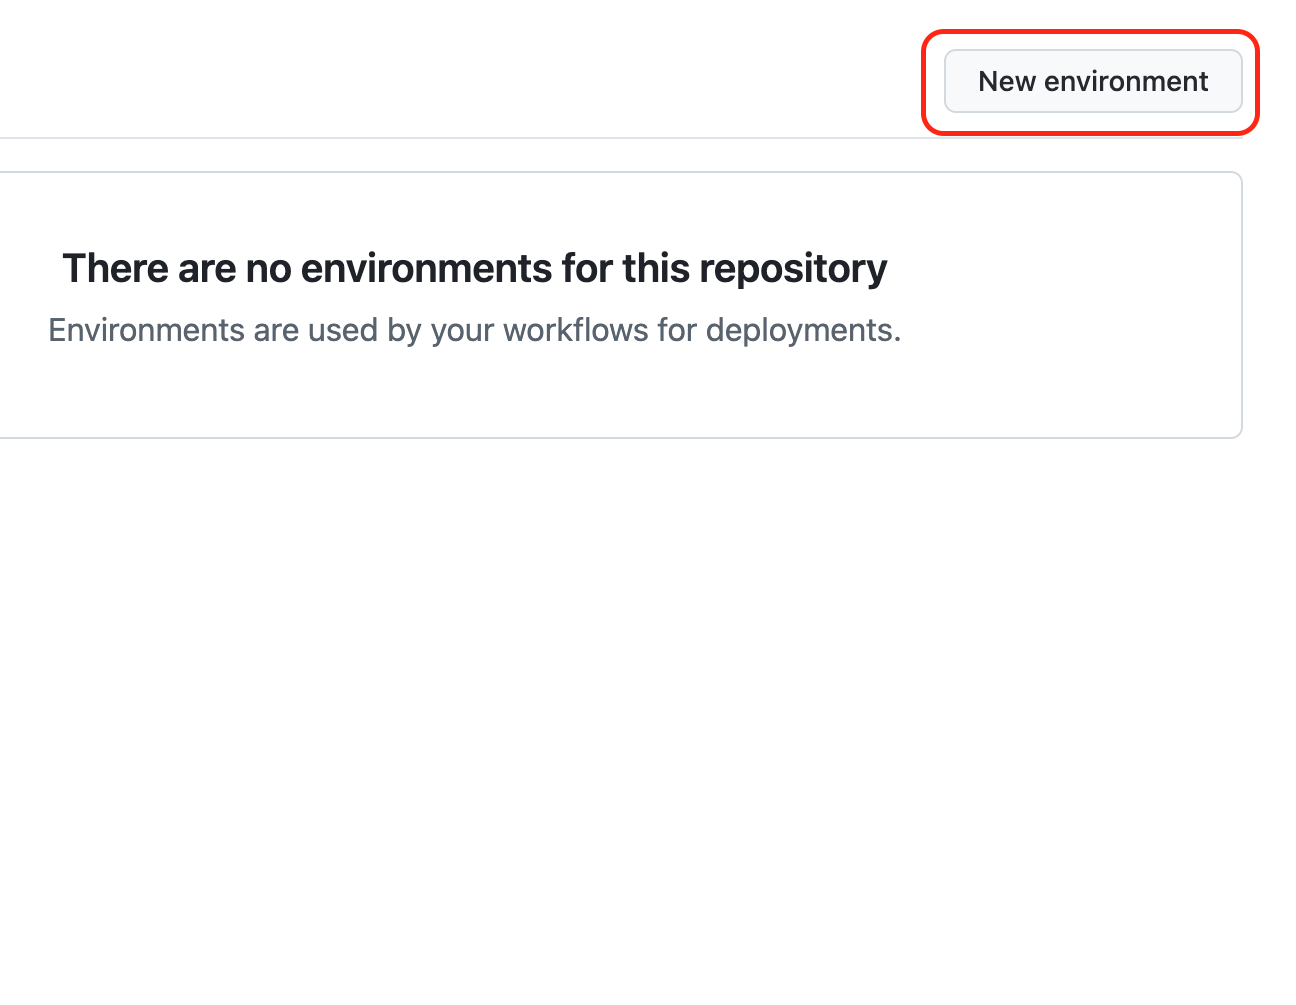 New environment
There are no environments for this repository
Environments are used by your workflows for deployments.